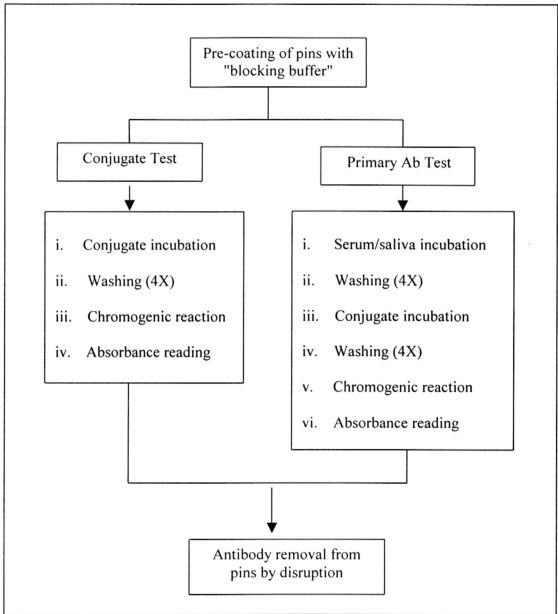 Pre-coating of pins with
"blocking buffer"
Conjugate Test
Primary Ab Test
i. Conjugate incubation
ii. Washing (4X)
iii. Chromogenic reaction
iv. Absorbance reading
i. Serum/saliva incubation
ii. Washing (4X)
iii. Conjugate incubation
iv. Washing (4X)
v. Chromogenic reaction
vi. Absorbance reading
Antibody removal from
pins by disruption